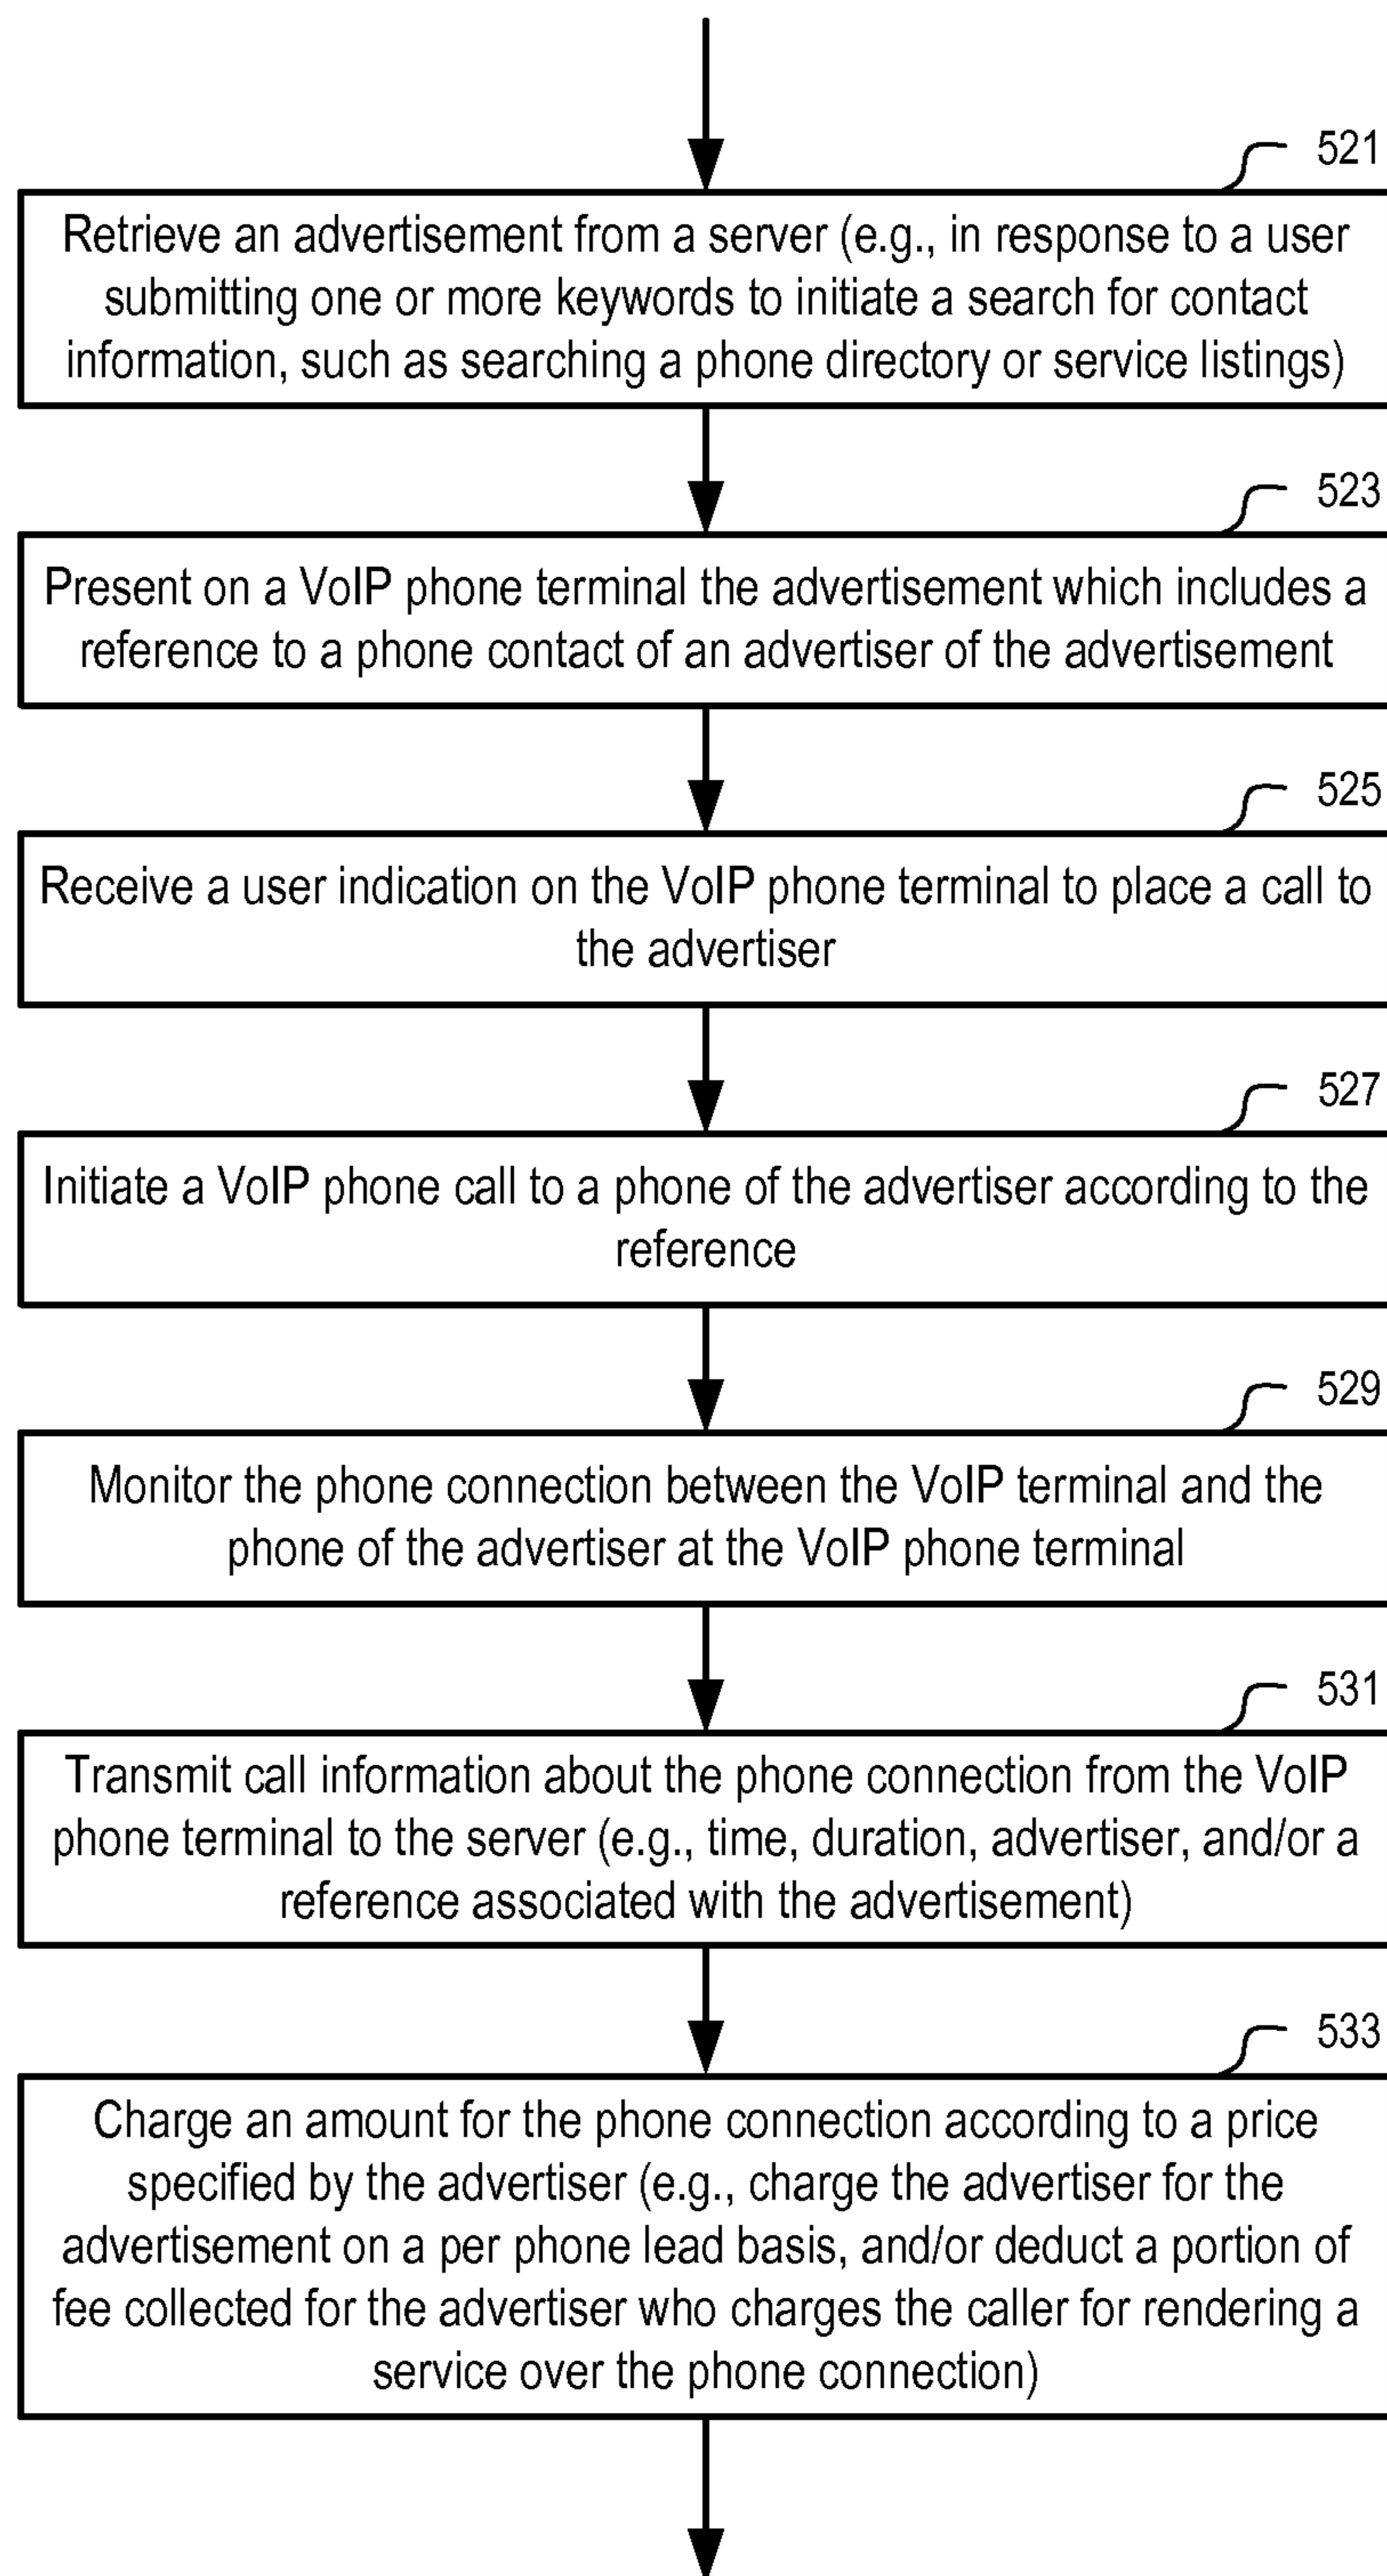 521
Retrieve an advertisement from a server (e.g., in response to a user
submitting one or more keywords to initiate a search for contact
information, such as searching a phone directory or service listings)
523
Present on a VoIP phone terminal the advertisement which includes a
reference to a phone contact of an advertiser of the advertisement
525
Receive a user indication on the VoIP phone terminal to place a call to
the advertiser
527
Initiate a VoIP phone call to a phone of the advertiser according to the
reference
529
Monitor the phone connection between the VoIP terminal and the
phone of the advertiser at the VoIP phone terminal
531
Transmit call information about the phone connection from the VoIP
phone terminal to the server (e.g., time, duration, advertiser, and/or a
reference associated with the advertisement)
533
Charge an amount for the phone connection according to a price
specified by the advertiser (e.g., charge the advertiser for the
advertisement on a per phone lead basis, and/or deduct a portion of
fee collected for the advertiser who charges the caller for rendering a
service over the phone connection)